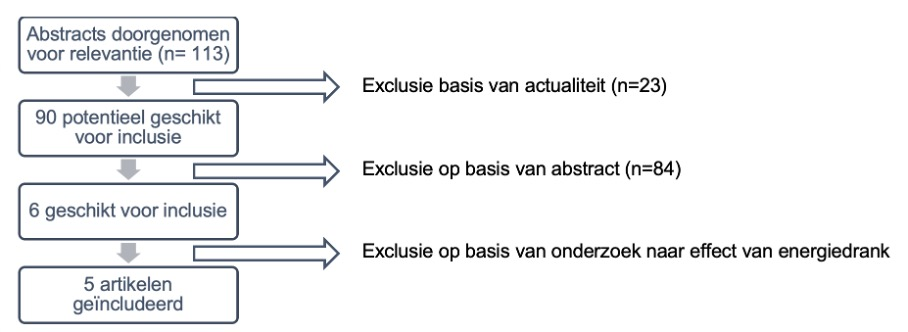 Abstracts doorgenomen
voor relevantie (n= 113)
Exclusie basis van actualiteit (n=23)
90 potentieel geschikt
voor inclusie
Exclusie op basis van abstract (n=84)
6 geschikt voor inclusie
Exclusie op basis van onderzoek naar effect van energiedrank
5 artikelen
geïncludeerd